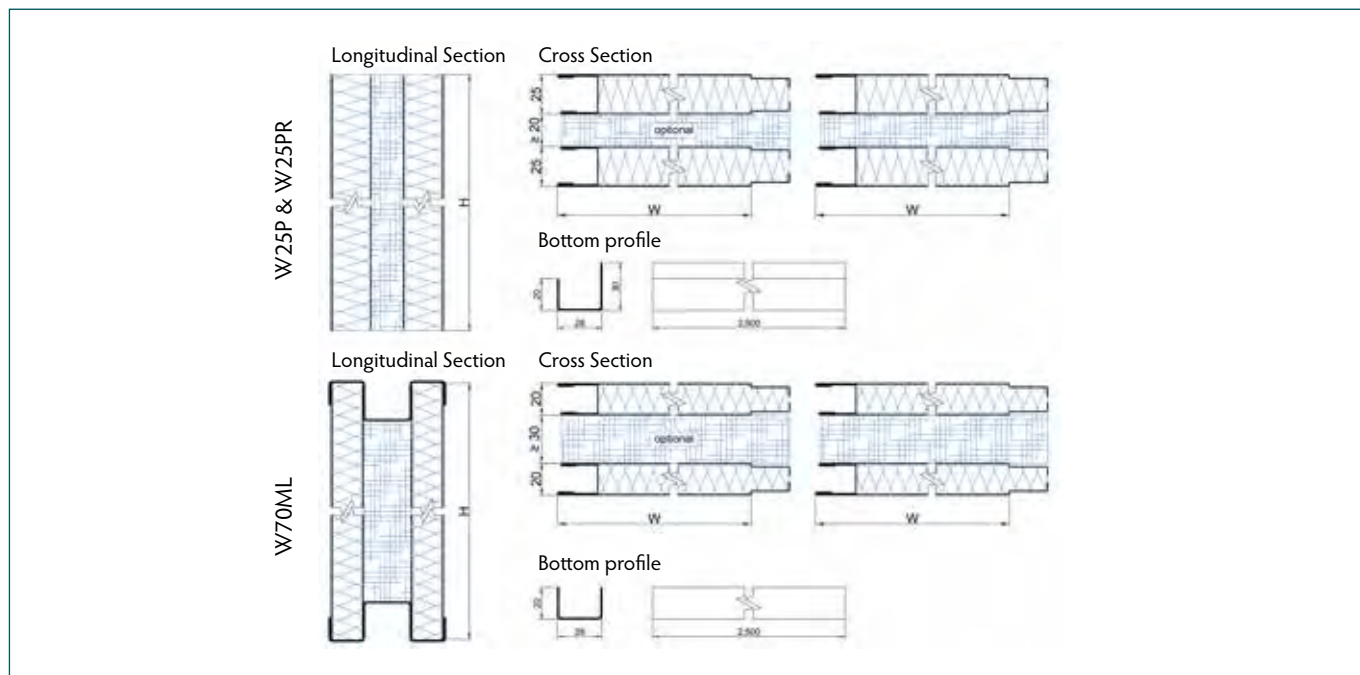 Longitudinal Section
Cross Section
W25P & W25PR
H
25
≥ 20
25
optional
W
W
Bottom profile
20
30
26
2,500
Longitudinal Section
Cross Section
W70ML
H
20
≥ 30
20
optional
W
W
Bottom profile
20
26
2,500